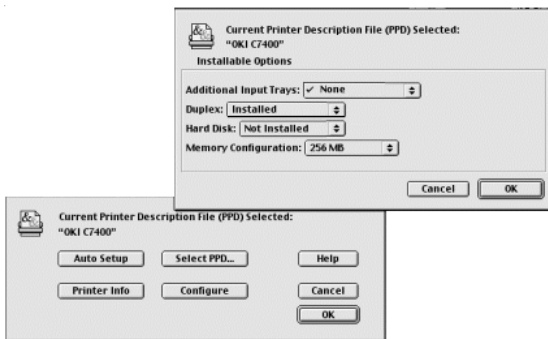 Current Printer Description File (PPD) Selected:
"OKI C7400"
Installable Options
Additional Input Trays: ✓ None
Duplex: Installed
Hard Disk: Not Installed
Memory Configuration: 256 MB
Cancel OK
Current Printer Description File (PPD) Selected:
"OKI C7400"
Auto Setup Select PPD... Help
Printer Info Configure Cancel
OK